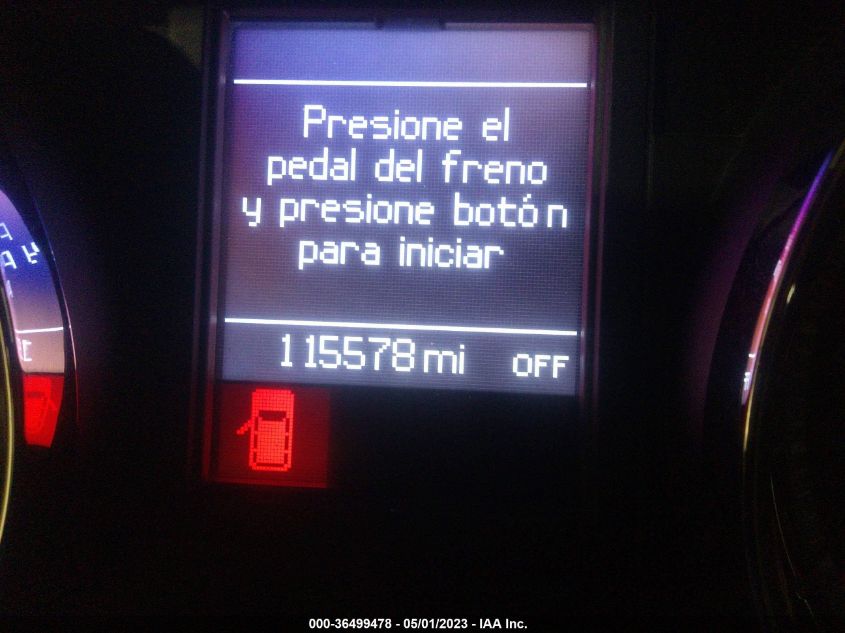 Presione el
pedal del freno
y presione botón
para iniciar
115578 mi OFF
000-36499478 - 05/01/2023 - IAA Inc.